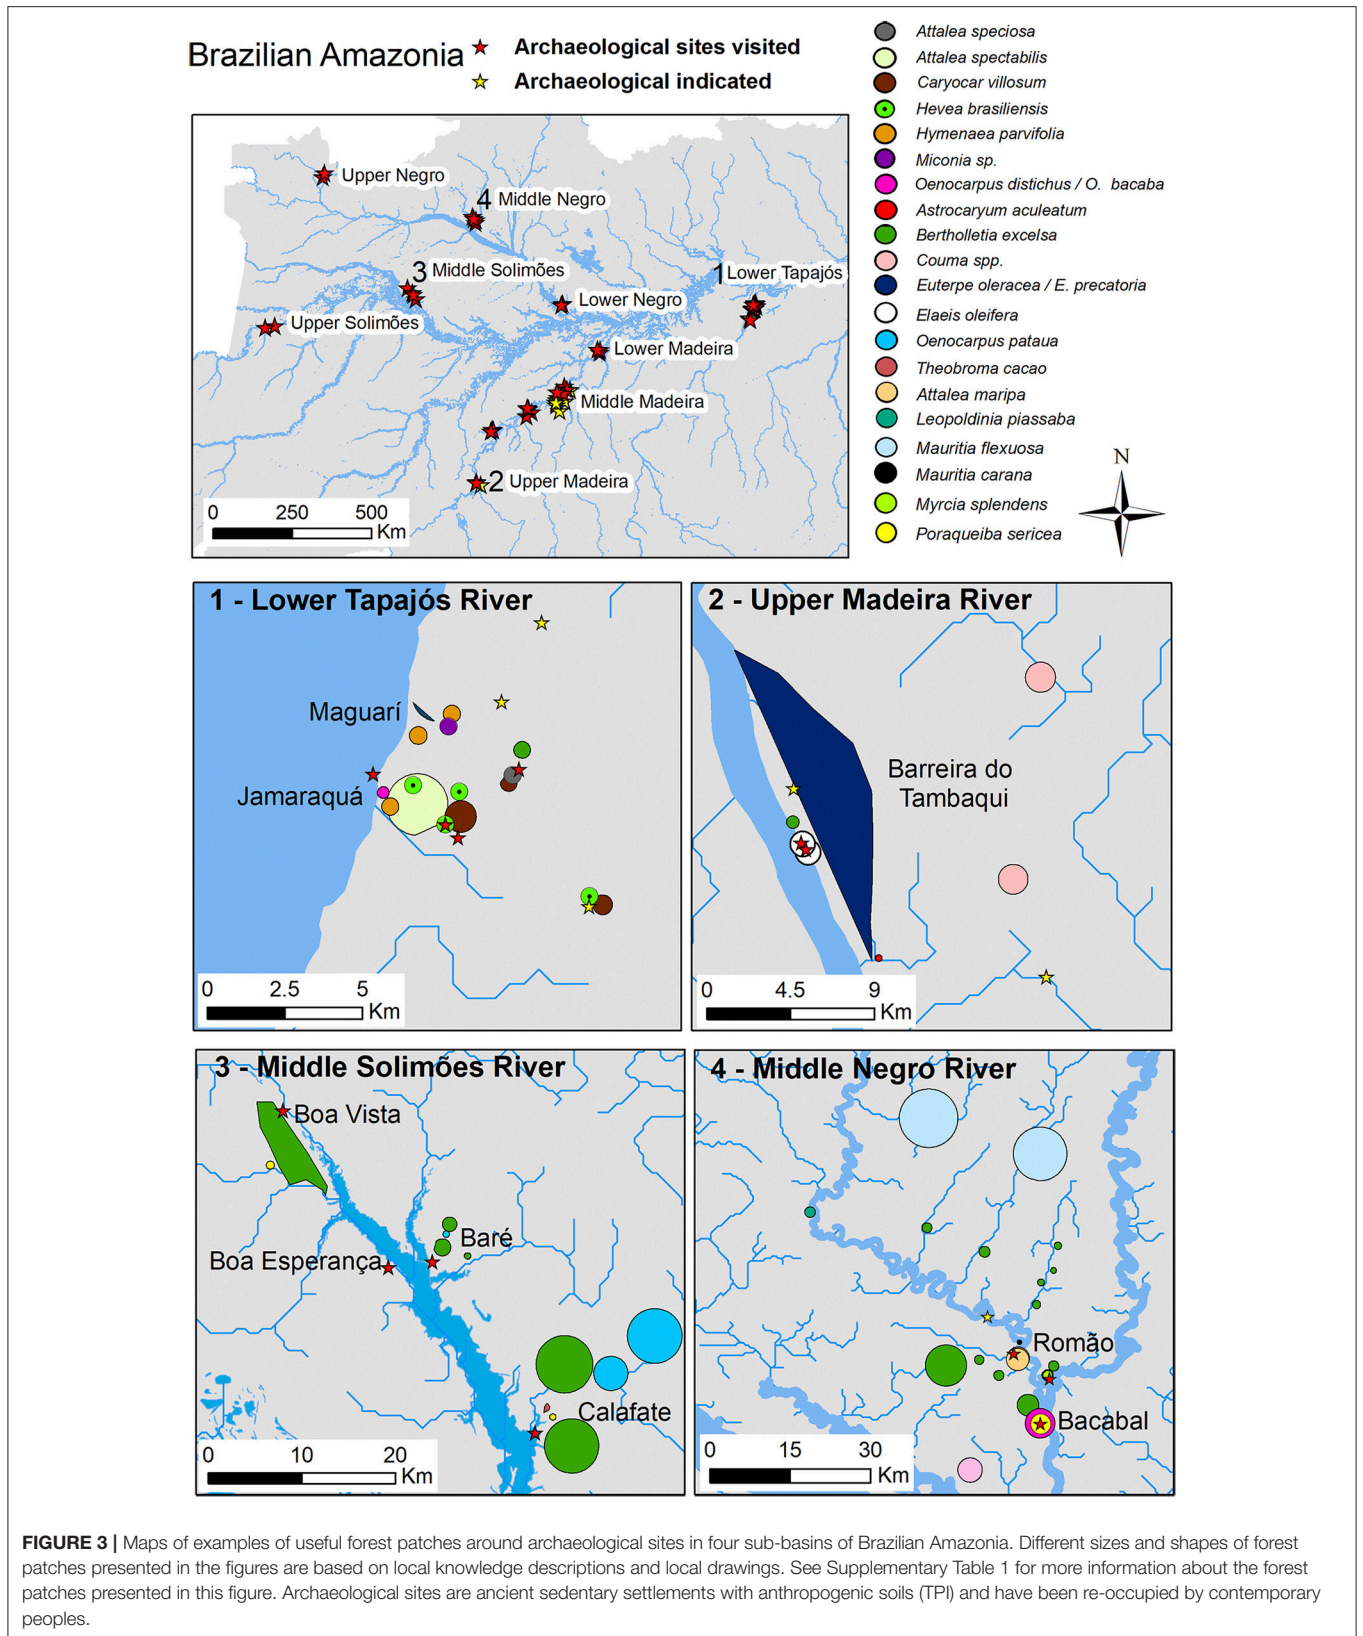 Brazilian Amazonia
Archaeological sites visited
Archaeological indicated
Attalea speciosa
Attalea spectabilis
Caryocar villosum
Hevea brasiliensis
Hymenaea parvifolia
Miconia sp.
Oenocarpus distichus / O. bacaba
Astrocaryum aculeatum
Bertholletia excelsa
Couma spp.
Euterpe oleracea / E. precatoria
Elaeis oleifera
Oenocarpus pataua
Theobroma cacao
Attalea maripa
Leopoldinia piassaba
Mauritia flexuosa
Mauritia carana
Myrcia splendens
Poraqueiba sericea
N
Upper Negro
4 Middle Negro
3 Middle Solimões
1 Lower Tapajós
Lower Negro
Upper Solimões
Lower Madeira
Middle Madeira
2 Upper Madeira
0 250 500
Km
1 - Lower Tapajós River
Maguarí
Jamaraquá
0 2.5 5
Km
2 - Upper Madeira River
Barreira do
Tambaqui
0 4.5 9
Km
3 - Middle Solimões River
Boa Vista
Baré
Boa Esperança
Calafate
0 10 20
Km
4 - Middle Negro River
Romão
Bacabal
0 15 30
Km
FIGURE 3 | Maps of examples of useful forest patches around archaeological sites in four sub-basins of Brazilian Amazonia. Different sizes and shapes of forest
patches presented in the figures are based on local knowledge descriptions and local drawings. See Supplementary Table 1 for more information about the forest
patches presented in this figure. Archaeological sites are ancient sedentary settlements with anthropogenic soils (TPI) and have been re-occupied by contemporary
peoples.